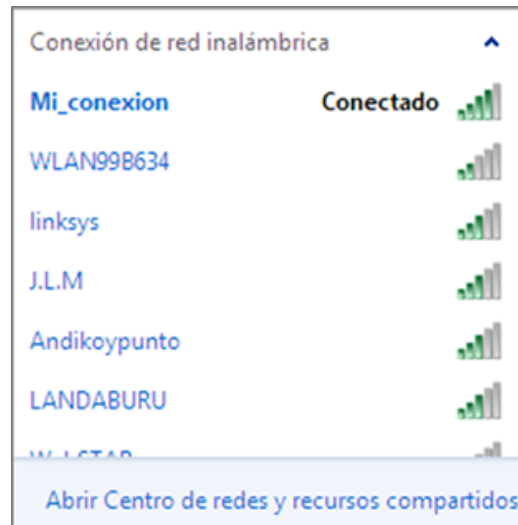 Conexión de red inalámbrica
Mi_conexion Conectado
WLAN99B634
linksys
J.L.M
Andikoypunto
LANDABURU
Abrir Centro de redes y recursos compartidos